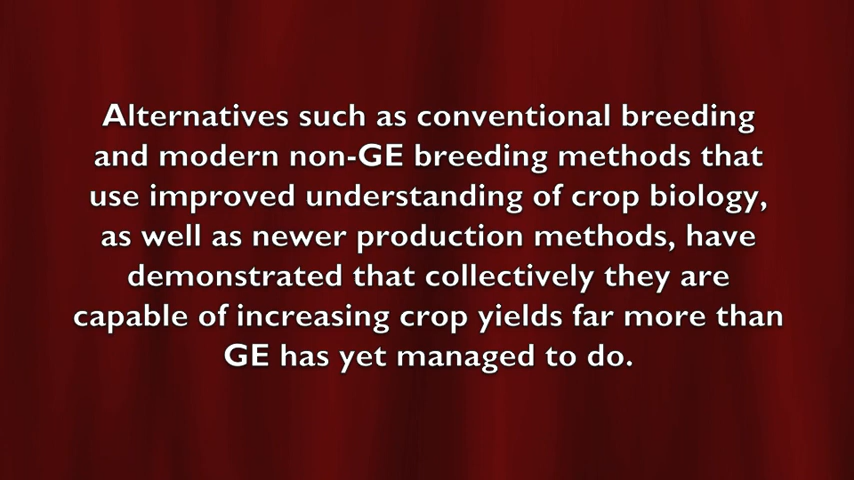 Alternatives such as conventional breeding
and modern non-GE breeding methods that
use improved understanding of crop biology,
as well as newer production methods, have
demonstrated that collectively they are
capable of increasing crop yields far more than
GE has yet managed to do.